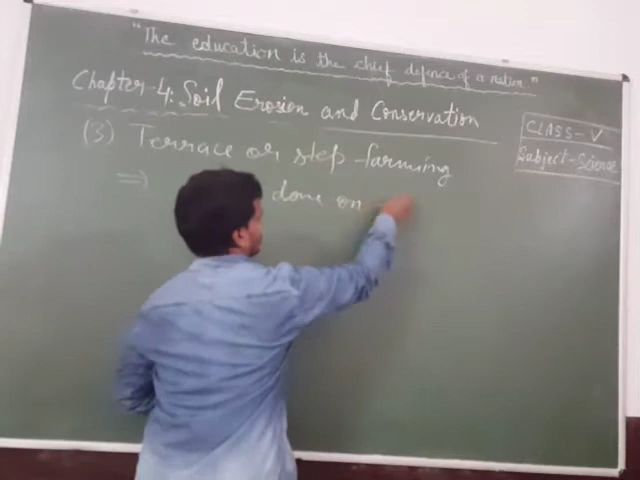 "The education is the chief defence of a nation."
Chapter-4: Soil Erosion and Conservation
CLASS-V
Subject-Science
(3) Terrace or step-farming
⇒ done on